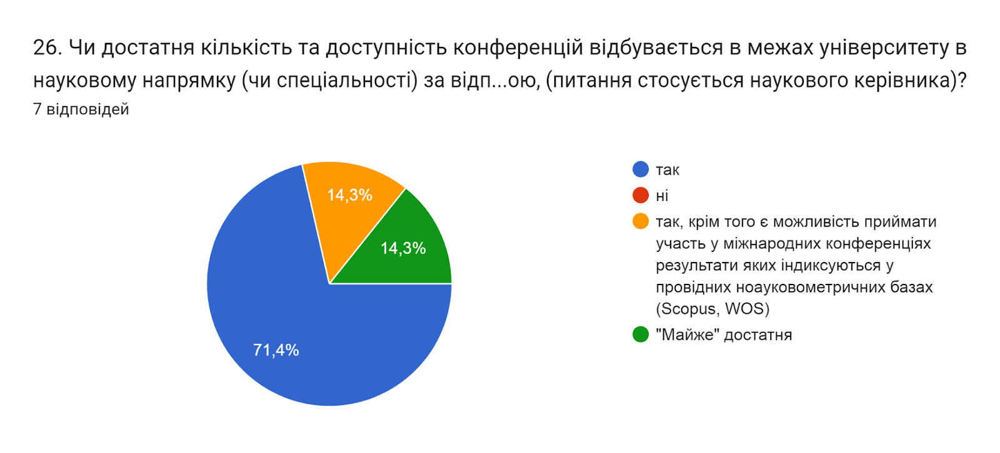 26. Чи достатня кількість та доступність конференцій відбувається в межах університету в
науковому напрямку (чи спеціальності) за відп...ою, (питання стосується наукового керівника)?
7 відповідей
14,3%
14,3%
71,4%
так
ні
так, крім того є можливість приймати
участь у міжнародних конференціях
результати яких індиксуються у
провідних ноауковометричних базах
(Scopus, WOS)
"Майже" достатня